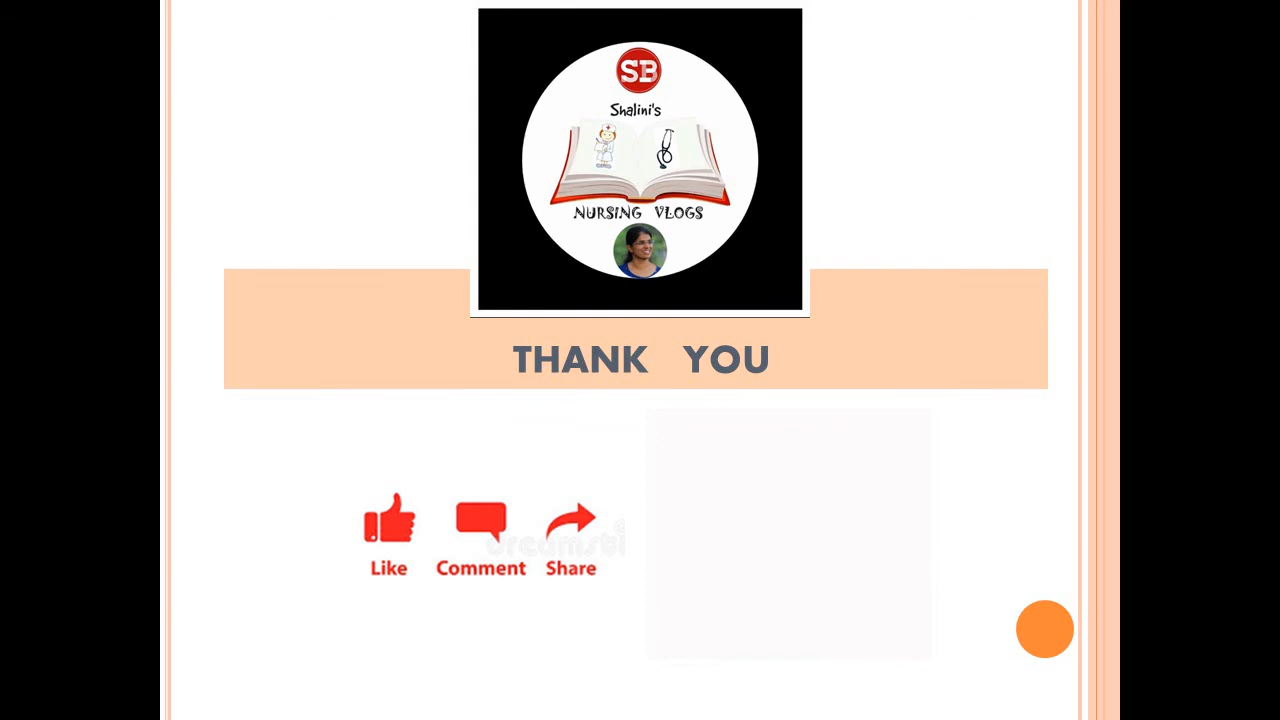 SB
Shalini's
NURSING VLOGS
THANK YOU
Like Comment Share